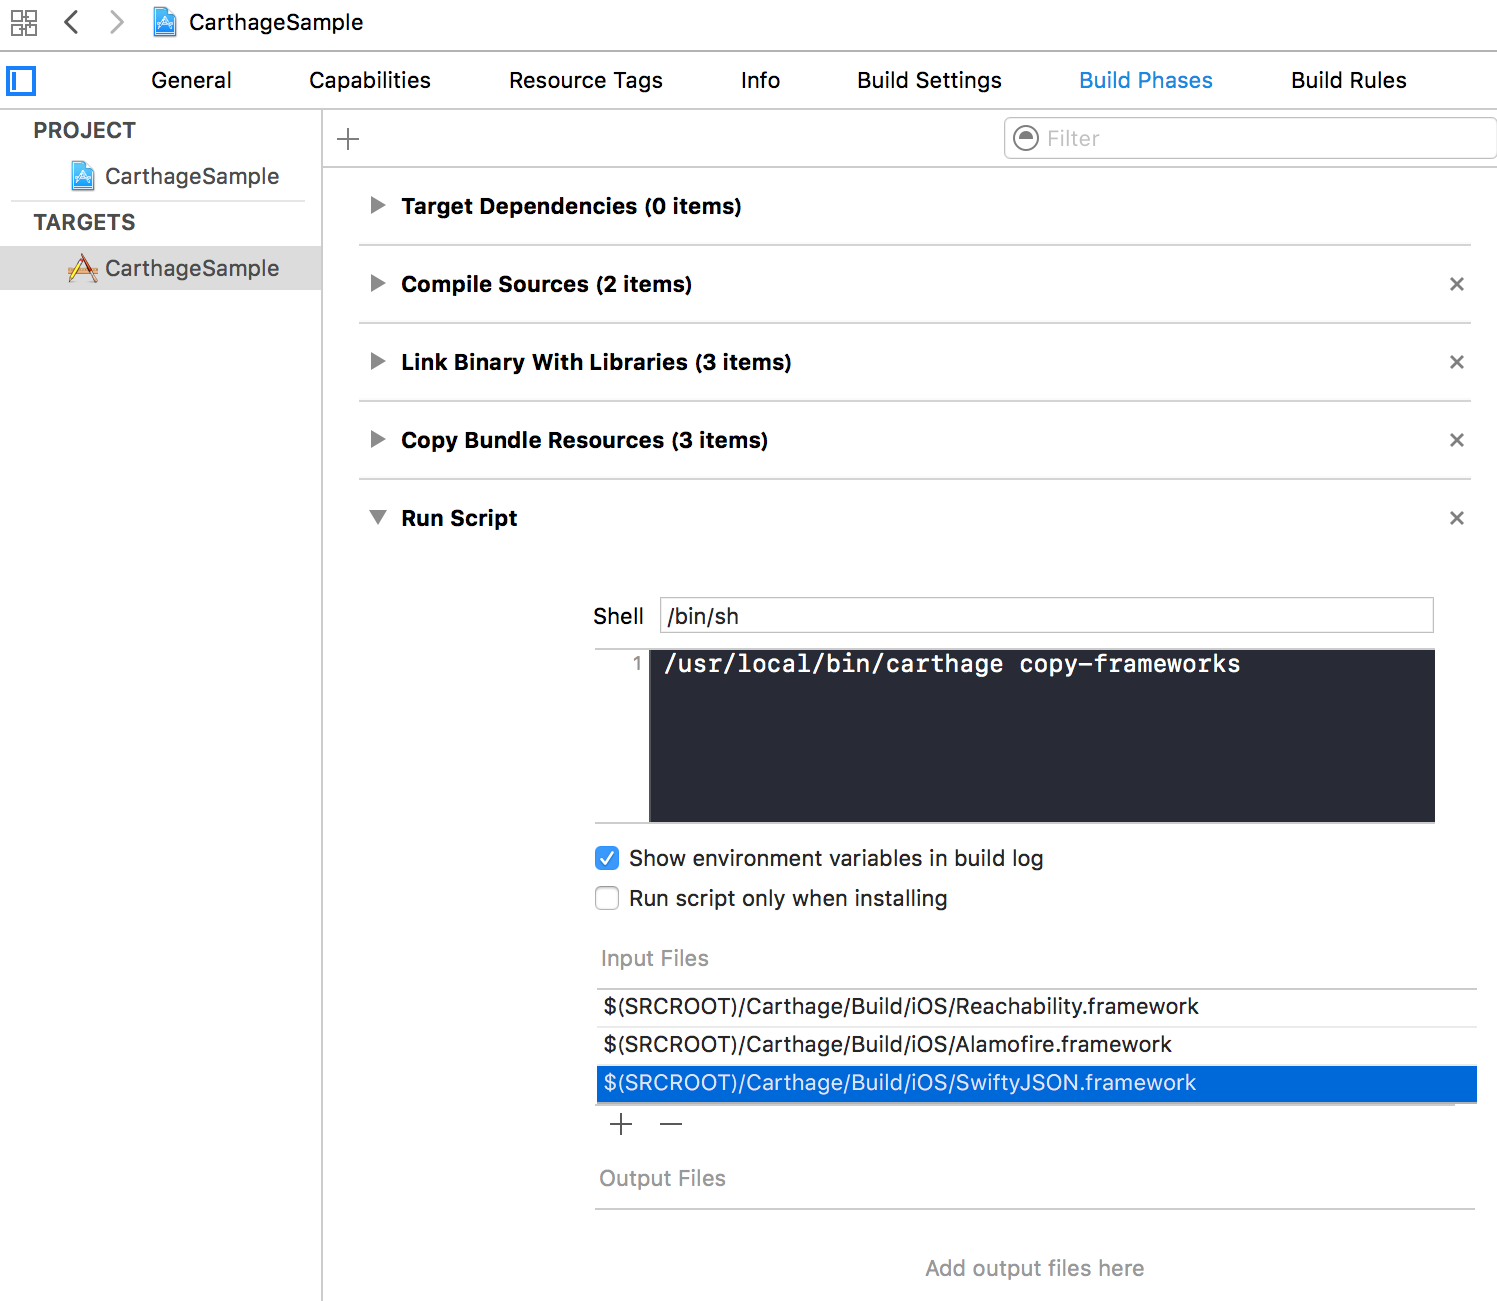 CarthageSample
General Capabilities Resource Tags Info Build Settings Build Phases Build Rules
PROJECT
CarthageSample
TARGETS
CarthageSample
Filter
Target Dependencies (0 items)
Compile Sources (2 items)
Link Binary With Libraries (3 items)
Copy Bundle Resources (3 items)
Run Script
Shell /bin/sh
1 /usr/local/bin/carthage copy-frameworks
Show environment variables in build log
Run script only when installing
Input Files
$(SRCROOT)/Carthage/Build/iOS/Reachability.framework
$(SRCROOT)/Carthage/Build/iOS/Alamofire.framework
$(SRCROOT)/Carthage/Build/iOS/SwiftyJSON.framework
Output Files
Add output files here